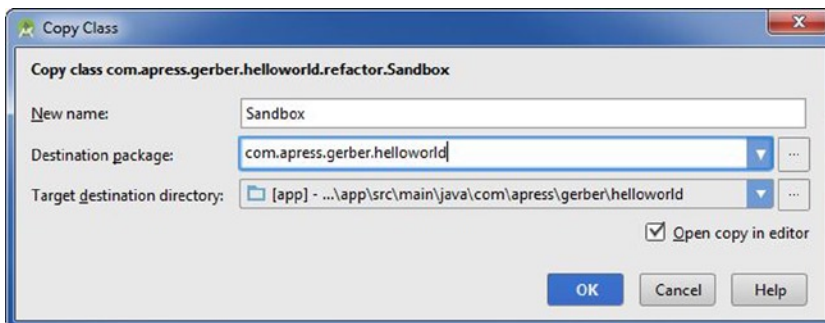 Copy Class
Copy class com.apress.gerber.helloworld.refactor.Sandbox
New name: Sandbox
Destination package: com.apress.gerber.helloworld ...
Target destination directory: [app] - ...\app\src\main\java\com\apress\gerber\helloworld ...
Open copy in editor
OK Cancel Help